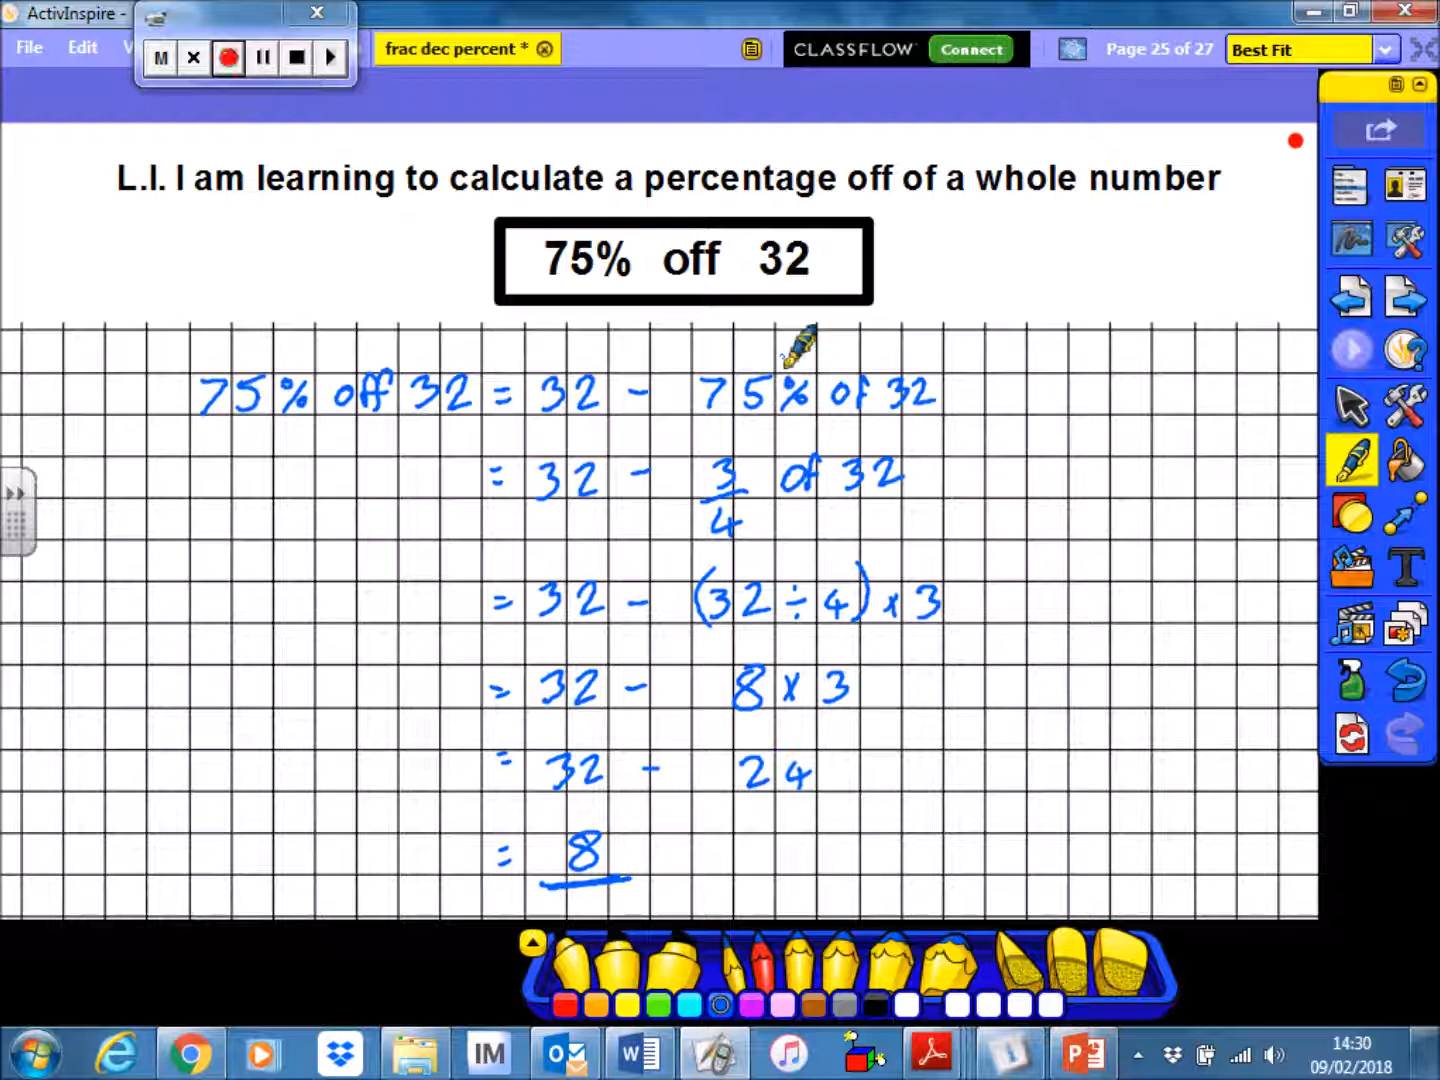 ActivInspire -
File Edit V
M
frac dec percent *
CLASSFLOW Connect
Page 25 of 27
Best Fit
L.I. I am learning to calculate a percentage off of a whole number
75% off 32
75% off 32 = 32 - 75% of 32
= 32 - 3/4 of 32
= 32 - (32 ÷ 4) × 3
= 32 - 8 × 3
= 32 - 24
= 8
IM
14:30
09/02/2018